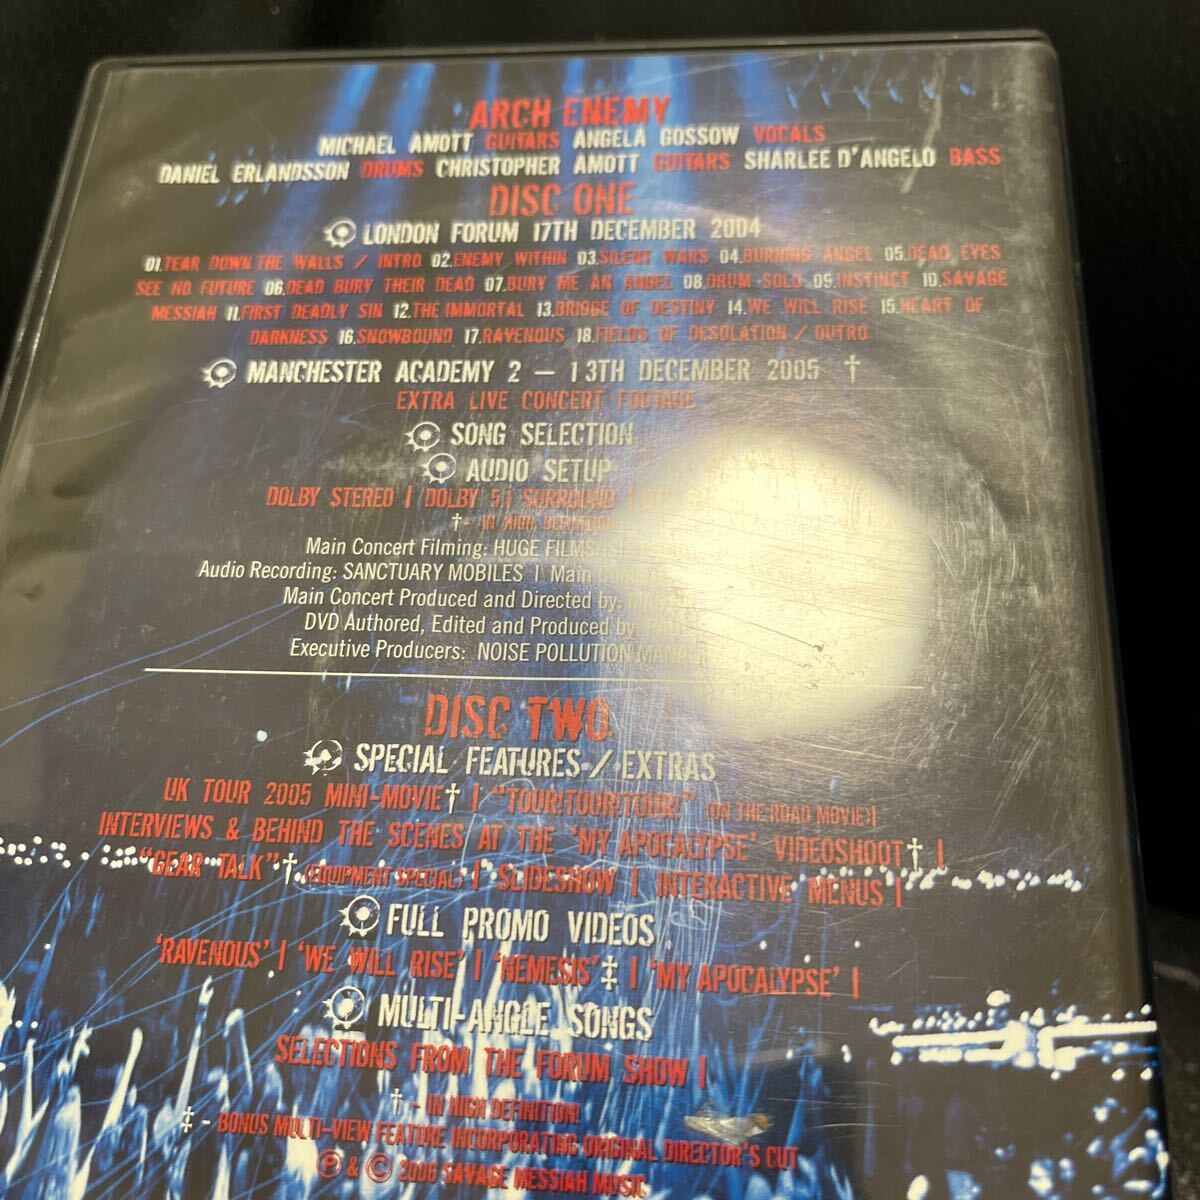 ARCH ENEMY
MICHAEL AMOTT GUITARS ANGELA GOSSOW VOCALS
DANIEL ERLANDSSON DRUMS CHRISTOPHER AMOTT GUITARS SHARLEE D'ANGELO BASS
DISC ONE
LONDON FORUM 17TH DECEMBER 2004
01.TEAR DOWN THE WALLS / INTRO 02.ENEMY WITHIN 03.SILENT WARS 04.BURNING ANGEL 05.DEAD EYES
SEE NO FUTURE 06.DEAD BURY THEIR DEAD 07.BURY ME AN ANGEL 08.DRUM SOLO 09.INSTINCT 10.SAVAGE
MESSIAH 11.FIRST DEADLY SIN 12.THE IMMORTAL 13.BRIDGE OF DESTINY 14.WE WILL RISE 15.HEART OF
DARKNESS 16.SNOWBOUND 17.RAVENOUS 18.FIELDS OF DESOLATION / OUTRO
MANCHESTER ACADEMY 2 – 13TH DECEMBER 2005 †
EXTRA LIVE CONCERT FOOTAGE
SONG SELECTION
AUDIO SETUP
DOLBY STEREO | DOLBY 5.1 SURROUND |
† - IN HIGH DEFINITION
Main Concert Filming: HUGE FILMS
Audio Recording: SANCTUARY MOBILES | Main
Main Concert Produced and Directed by:
DVD Authored, Edited and Produced by:
Executive Producers: NOISE POLLUTION
DISC TWO
SPECIAL FEATURES / EXTRAS
UK TOUR 2005 MINI-MOVIE† | "TOUR!TOUR!TOUR!" (ON THE ROAD MOVIE)|
INTERVIEWS & BEHIND THE SCENES AT THE 'MY APOCALYPSE' VIDEOSHOOT† |
"GEAR TALK"† (EQUIPMENT SPECIAL) | SLIDESHOW | INTERACTIVE MENUS |
FULL PROMO VIDEOS
'RAVENOUS' | 'WE WILL RISE' | 'NEMESIS'‡ | 'MY APOCALYPSE' |
MULTI-ANGLE SONGS
SELECTIONS FROM THE FORUM SHOW |
† - IN HIGH DEFINITION
‡ - BONUS MULTI-VIEW FEATURE INCORPORATING ORIGINAL DIRECTOR'S CUT
℗ & © 2006 SAVAGE MESSIAH MUSIC